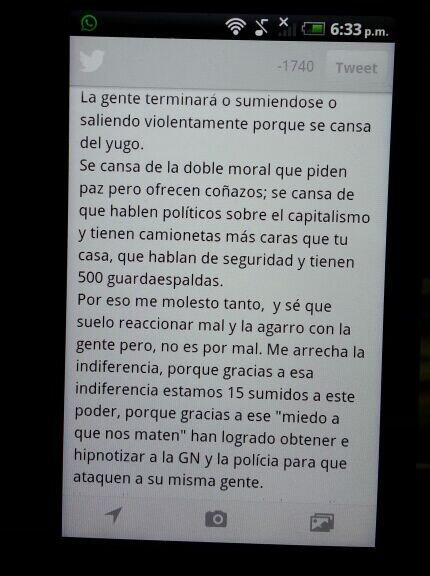 6:33 p.m.
-1740 Tweet
La gente terminará o sumiendose o
saliendo violentamente porque se cansa
del yugo.
Se cansa de la doble moral que piden
paz pero ofrecen coñazos; se cansa de
que hablen políticos sobre el capitalismo
y tienen camionetas más caras que tu
casa, que hablan de seguridad y tienen
500 guardaespaldas.
Por eso me molesto tanto, y sé que
suelo reaccionar mal y la agarro con la
gente pero, no es por mal. Me arrecha la
indiferencia, porque gracias a esa
indiferencia estamos 15 sumidos a este
poder, porque gracias a ese "miedo a
que nos maten" han logrado obtener e
hipnotizar a la GN y la polícia para que
ataquen a su misma gente.